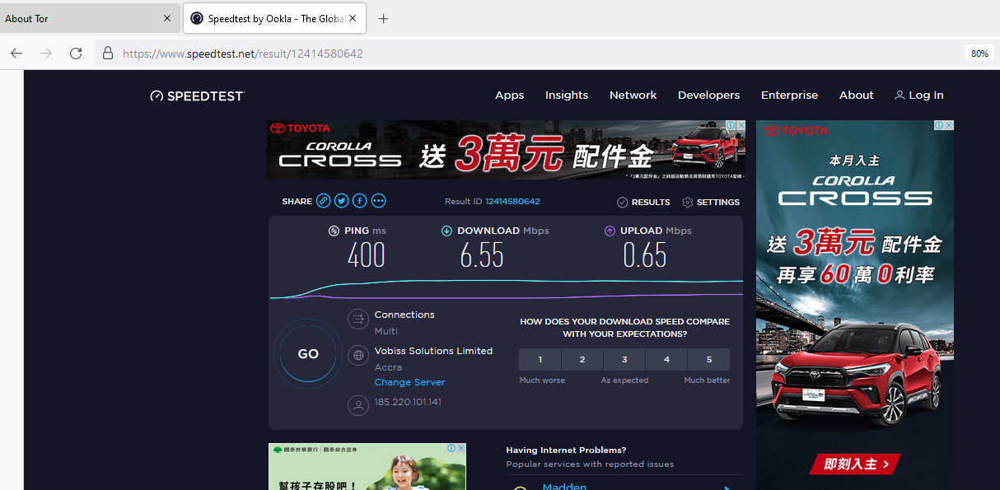 About Tor
Speedtest by Ookla - The Global
https://www.speedtest.net/result/12414580642
80%
SPEEDTEST
Apps Insights Network Developers Enterprise About Log In
TOYOTA
COROLLA
CROSS 送 3萬元 配件金
SHARE
Result ID 12414580642
RESULTS SETTINGS
PING ms
400
DOWNLOAD Mbps
6.55
UPLOAD Mbps
0.65
GO
Connections
Multi
Vobiss Solutions Limited
Accra
Change Server
185.220.101.141
HOW DOES YOUR DOWNLOAD SPEED COMPARE
WITH YOUR EXPECTATIONS?
1 2 3 4 5
Much worse As expected Much better
TOYOTA
本月入主
COROLLA
CROSS
送 3萬元 配件金
再享 60 萬 0 利率
即刻入主 >
國泰世華銀行 | 國泰綜合證券
幫孩子存股吧！
Having Internet Problems?
Popular services with reported issues
Madden